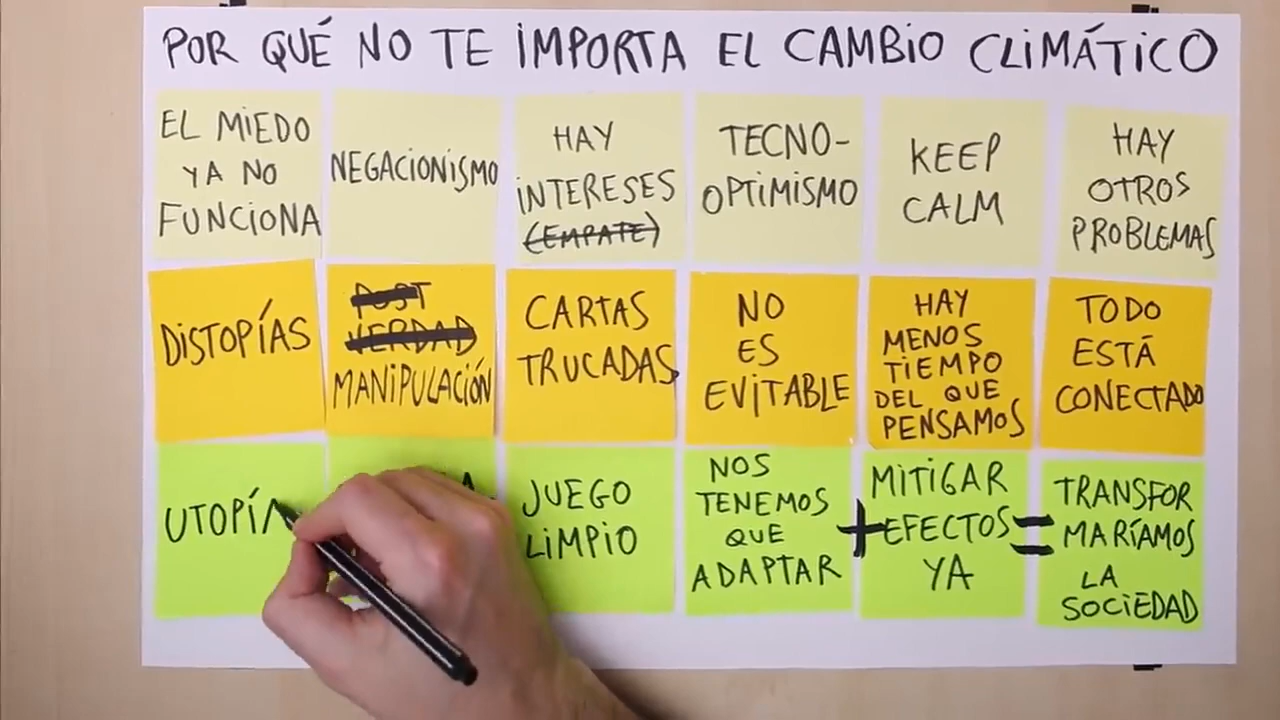 POR QUÉ NO TE IMPORTA EL CAMBIO CLIMÁTICO
EL MIEDO
YA NO
FUNCIONA
NEGACIONISMO
HAY
INTERESES
(EMPATE)
TECNO-
OPTIMISMO
KEEP
CALM
HAY
OTROS
PROBLEMAS
DISTOPÍAS
POST
VERDAD
MANIPULACIÓN
CARTAS
TRUCADAS
NO
ES
EVITABLE
HAY
MENOS
TIEMPO
DEL QUE
PENSAMOS
TODO
ESTÁ
CONECTADO
UTOPÍA
JUEGO
LIMPIO
NOS
TENEMOS
QUE
ADAPTAR
+
MITIGAR
EFECTOS
YA
=
TRANSFOR
MARÍAMOS
LA
SOCIEDAD